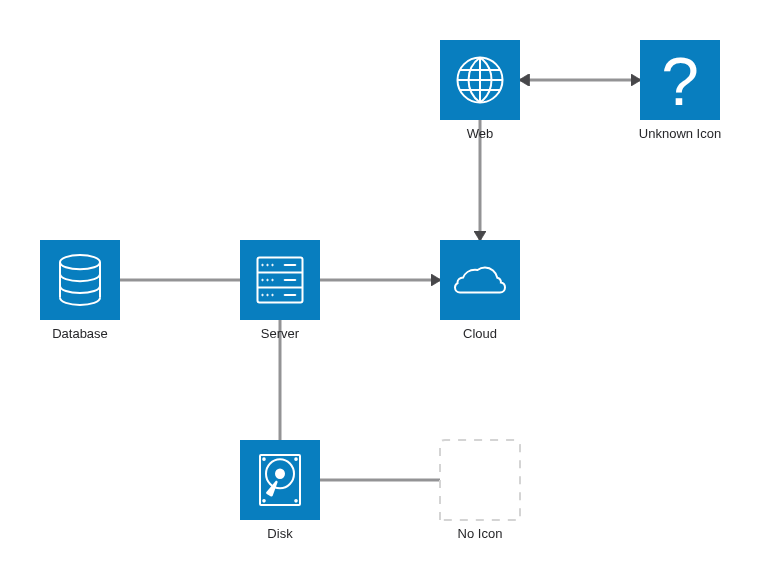 ?
Web
Unknown Icon
Database
Server
Cloud
Disk
No Icon